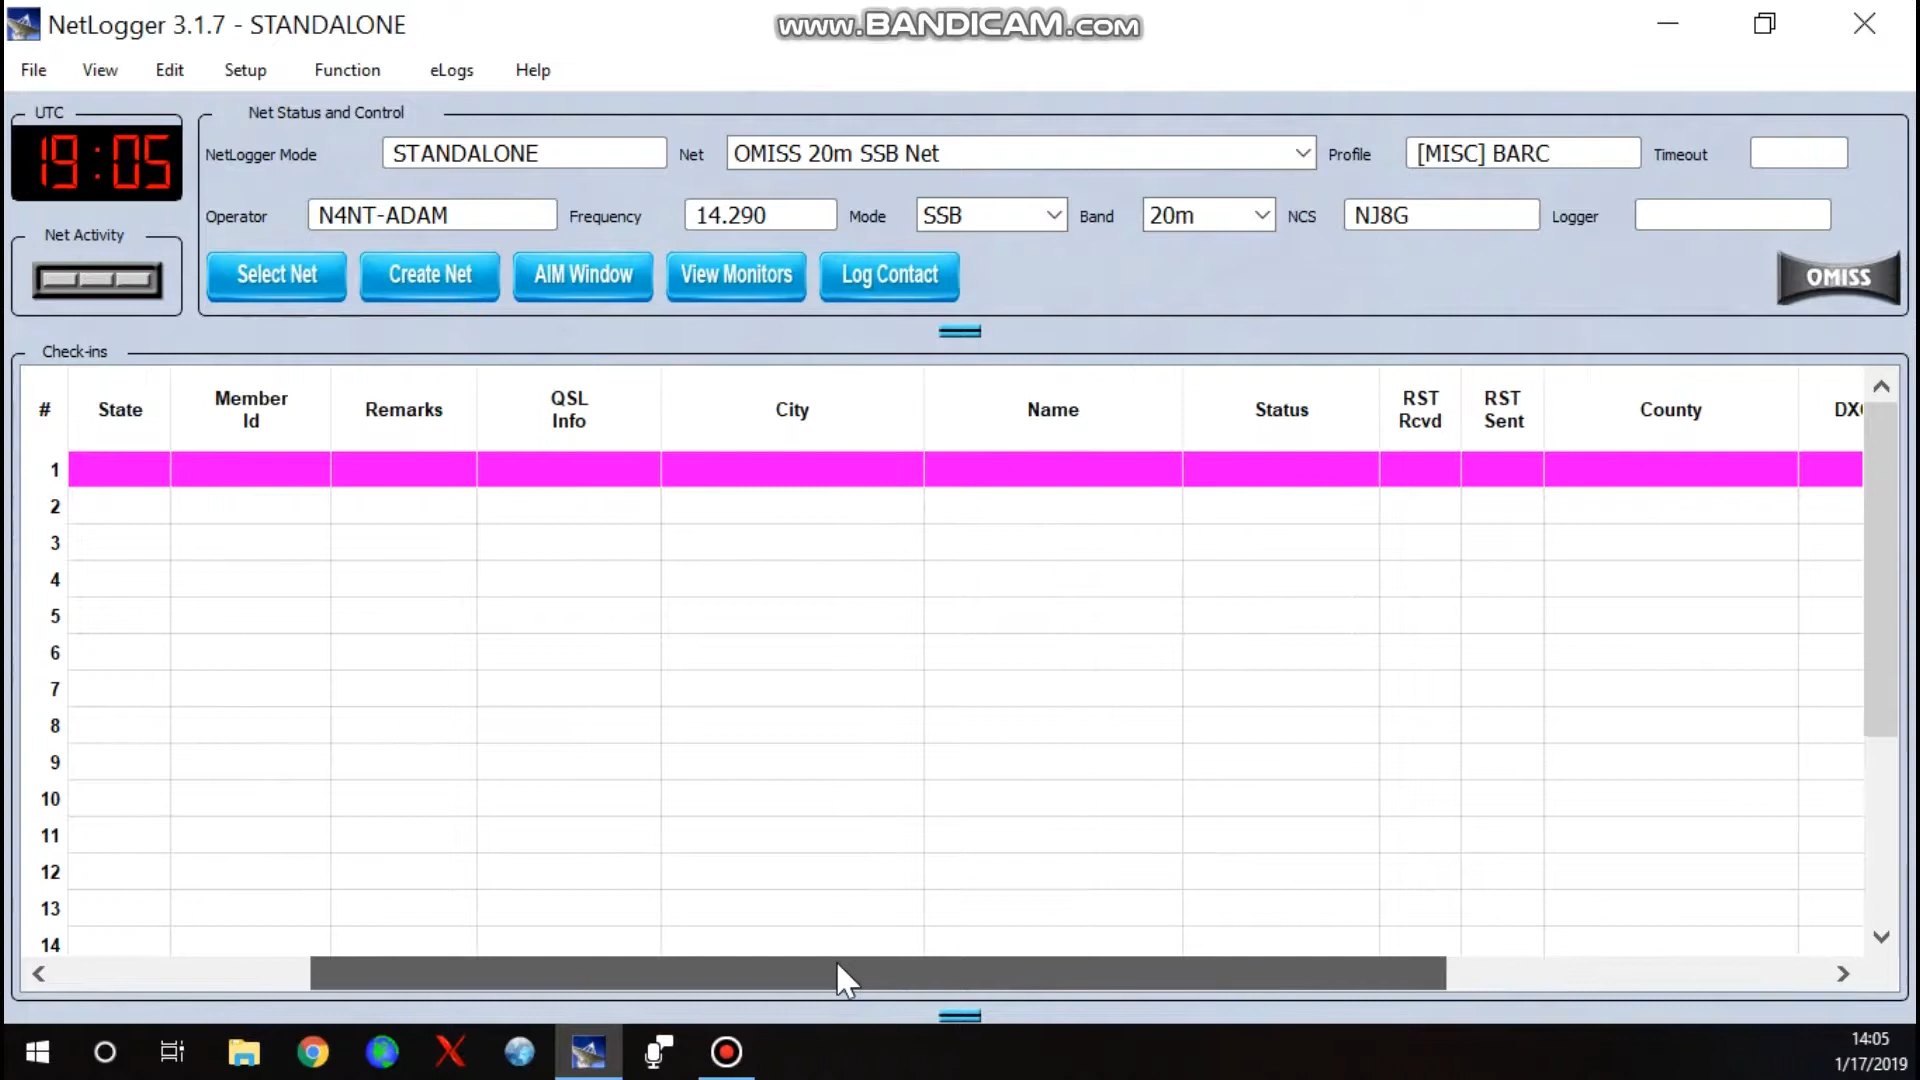 NetLogger 3.1.7 - STANDALONE
www.BANDICAM.com
File View Edit Setup Function eLogs Help
UTC
19:05
Net Status and Control
NetLogger Mode STANDALONE Net OMISS 20m SSB Net Profile [MISC] BARC Timeout
Operator N4NT-ADAM Frequency 14.290 Mode SSB Band 20m NCS NJ8G Logger
Net Activity
Select Net Create Net AIM Window View Monitors Log Contact OMISS
Check-ins
# State Member Id Remarks QSL Info City Name Status RST Rcvd RST Sent County
1
2
3
4
5
6
7
8
9
10
11
12
13
14
14:05
1/17/2019